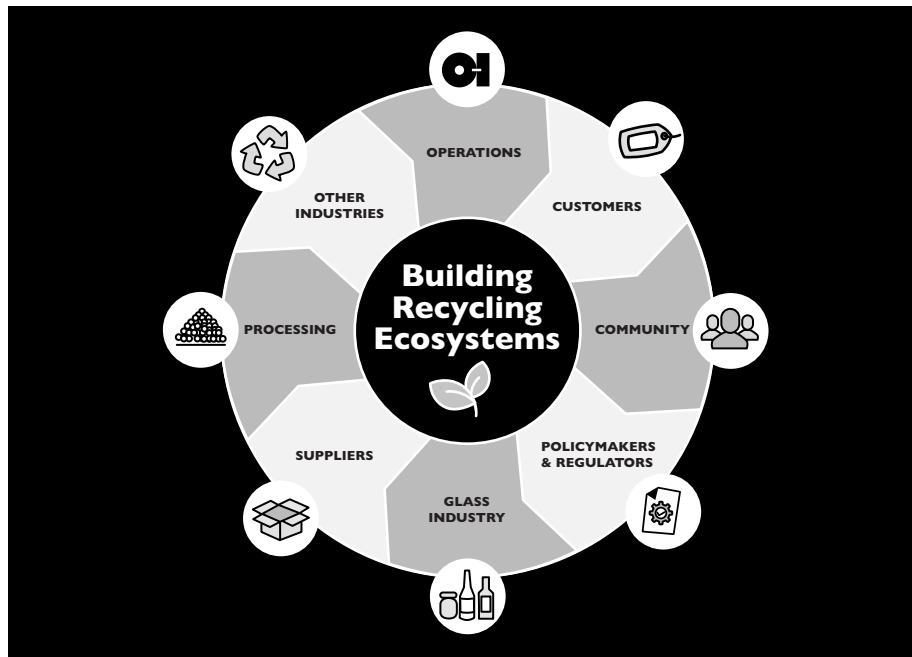 O-I
OPERATIONS
CUSTOMERS
COMMUNITY
POLICYMAKERS
& REGULATORS
GLASS
INDUSTRY
SUPPLIERS
PROCESSING
OTHER
INDUSTRIES
Building
Recycling
Ecosystems